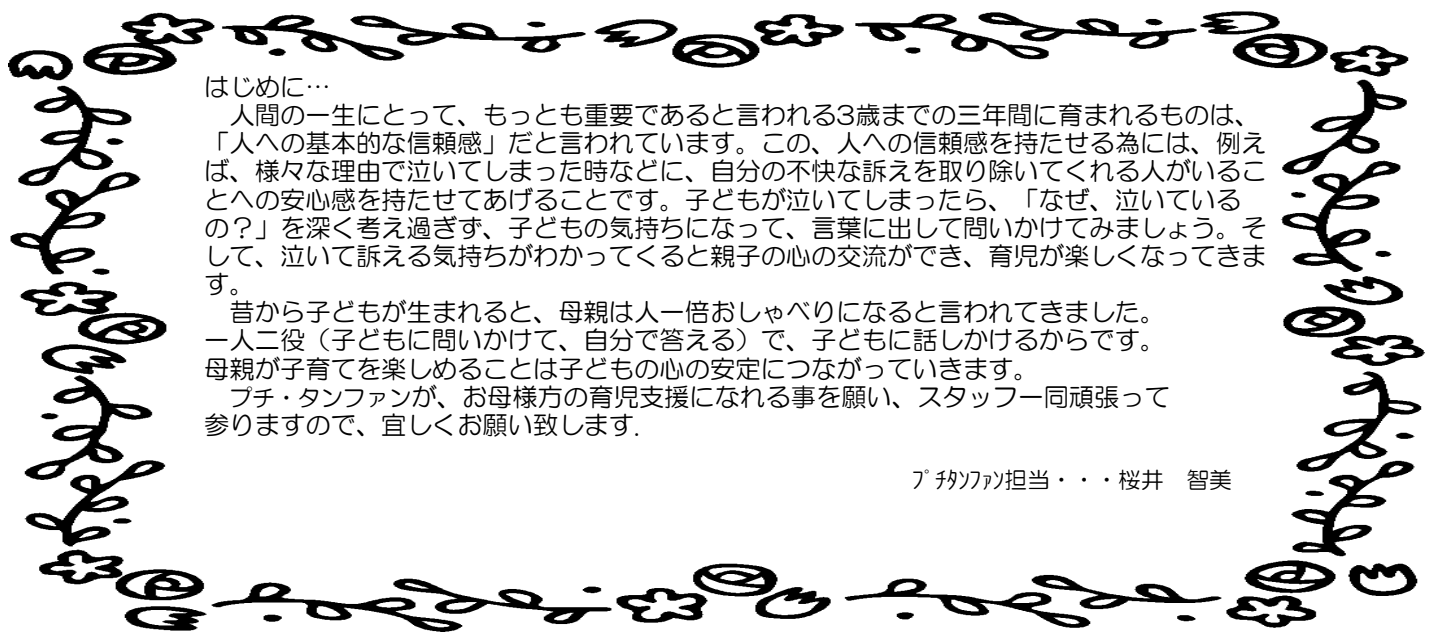 はじめに…
　人間の一生にとって、もっとも重要であると言われる3歳までの三年間に育まれるものは、
「人への基本的な信頼感」だと言われています。この、人への信頼感を持たせる為には、例え
ば、様々な理由で泣いてしまった時などに、自分の不快な訴えを取り除いてくれる人がいるこ
とへの安心感を持たせてあげることです。子どもが泣いてしまったら、「なぜ、泣いている
の？」を深く考え過ぎず、子どもの気持ちになって、言葉に出して問いかけてみましょう。そ
して、泣いて訴える気持ちがわかってくると親子の心の交流ができ、育児が楽しくなってきま
す。
　昔から子どもが生まれると、母親は人一倍おしゃべりになると言われてきました。
一人二役（子どもに問いかけて、自分で答える）で、子どもに話しかけるからです。
母親が子育てを楽しめることは子どもの心の安定につながっていきます。
　プチ・タンファンが、お母様方の育児支援になれる事を願い、スタッフ一同頑張って
参りますので、宜しくお願い致します.
ﾌﾟﾁﾀﾝﾌｧﾝ担当・・・桜井　智美